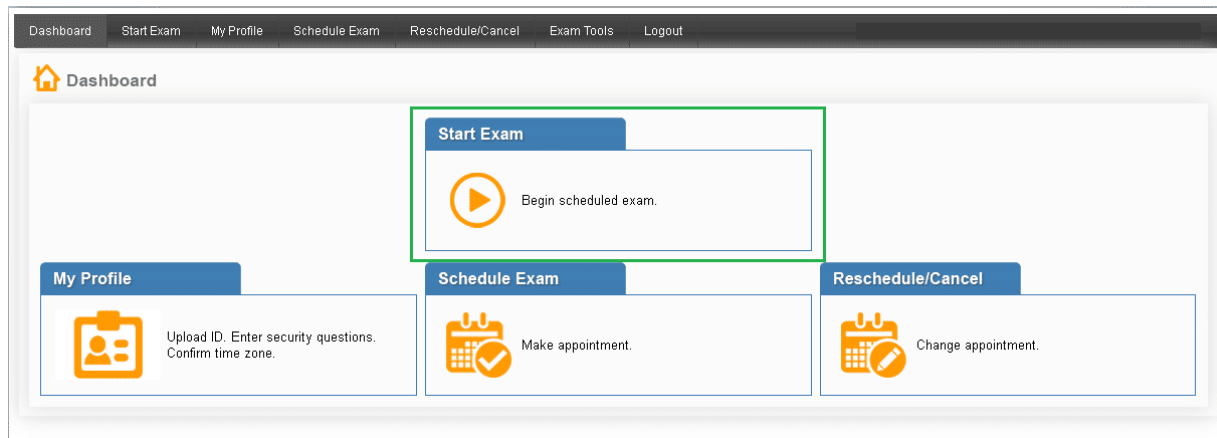 Dashboard Start Exam My Profile Schedule Exam Reschedule/Cancel Exam Tools Logout
Dashboard
Start Exam
Begin scheduled exam.
My Profile
Upload ID. Enter security questions.
Confirm time zone.
Schedule Exam
Make appointment.
Reschedule/Cancel
Change appointment.